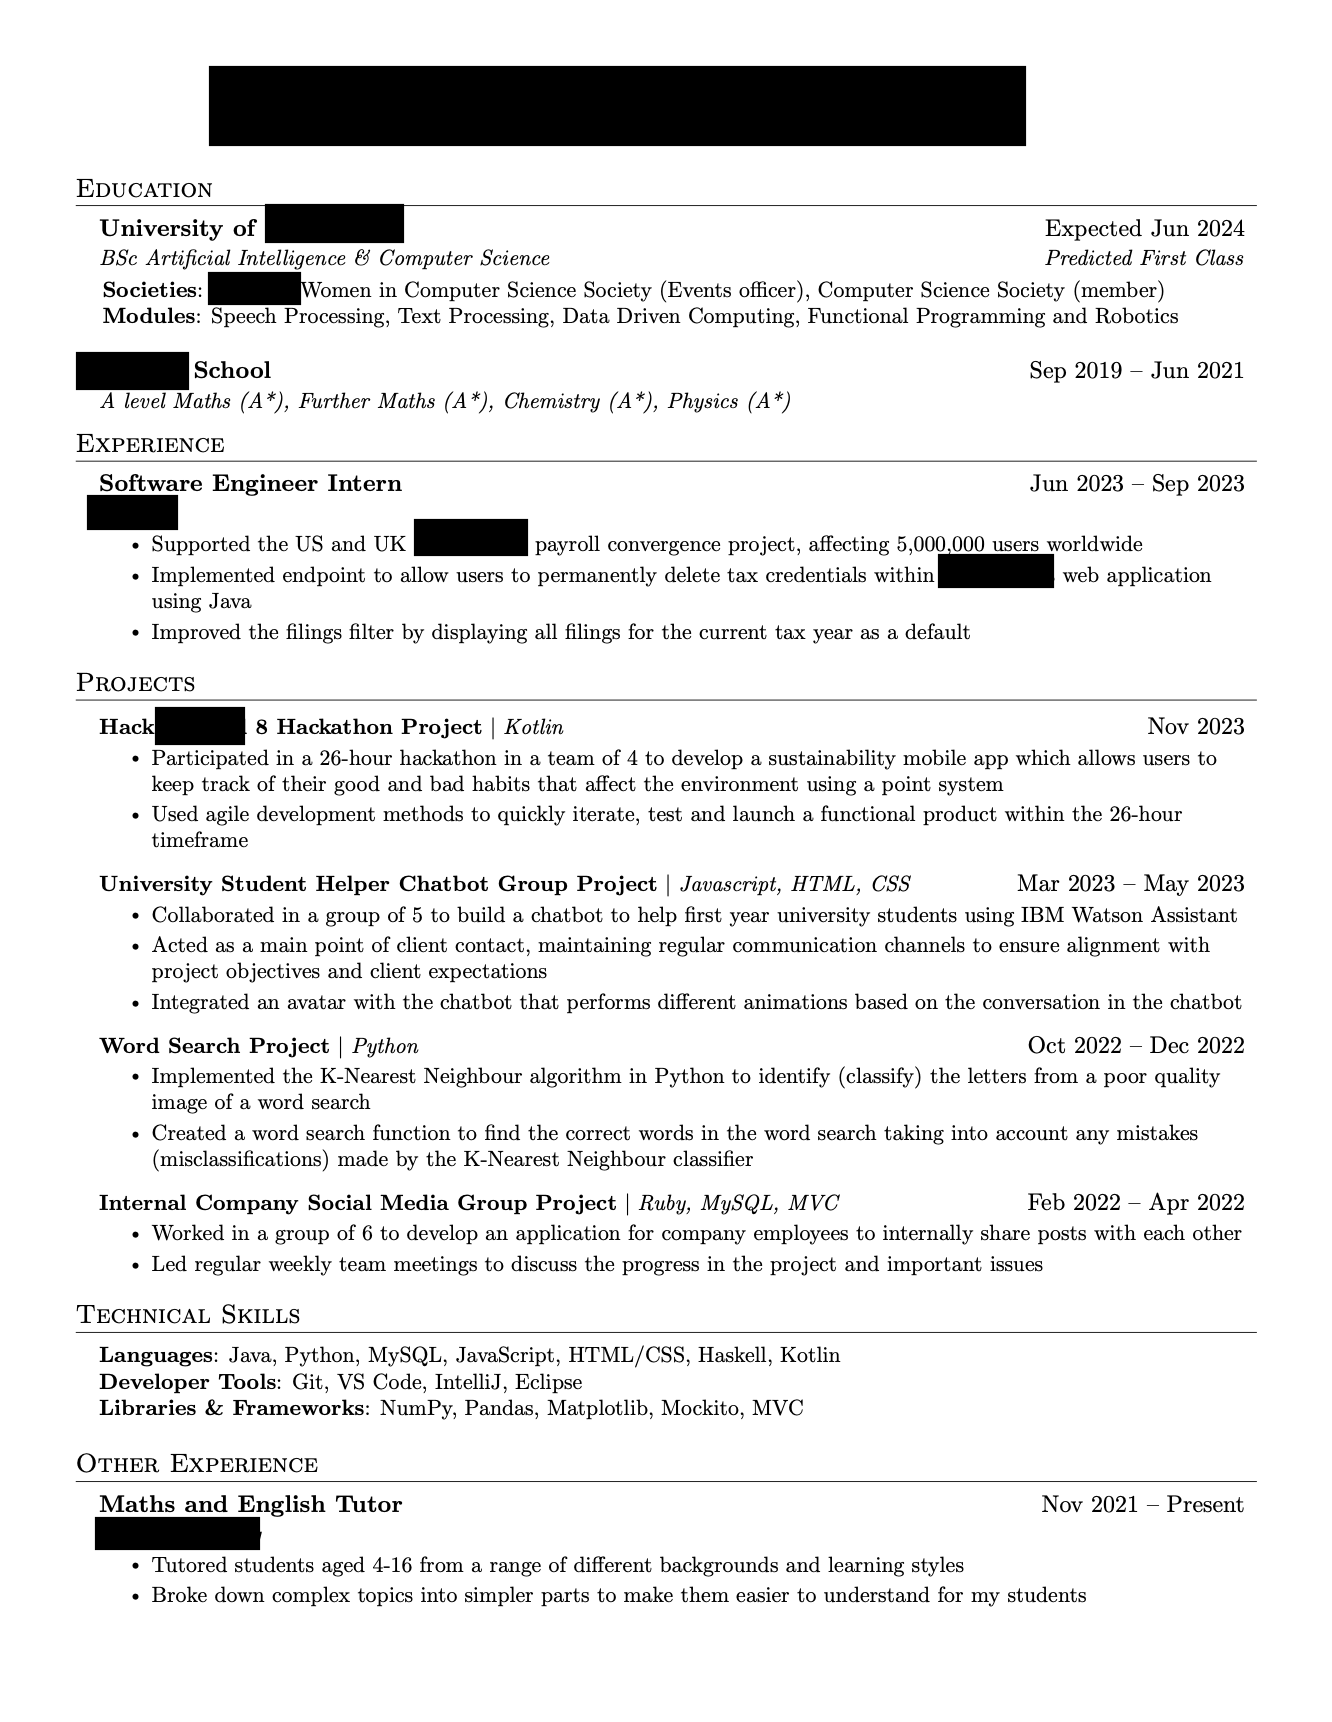 EDUCATION
University of
Expected Jun 2024
BSc Artificial Intelligence & Computer Science
Predicted First Class
Societies: Women in Computer Science Society (Events officer), Computer Science Society (member)
Modules: Speech Processing, Text Processing, Data Driven Computing, Functional Programming and Robotics
School
Sep 2019 – Jun 2021
A level Maths (A*), Further Maths (A*), Chemistry (A*), Physics (A*)
EXPERIENCE
Software Engineer Intern
Jun 2023 – Sep 2023
• Supported the US and UK payroll convergence project, affecting 5,000,000 users worldwide
• Implemented endpoint to allow users to permanently delete tax credentials within web application
using Java
• Improved the filings filter by displaying all filings for the current tax year as a default
PROJECTS
Hack 8 Hackathon Project | Kotlin
Nov 2023
• Participated in a 26-hour hackathon in a team of 4 to develop a sustainability mobile app which allows users to
keep track of their good and bad habits that affect the environment using a point system
• Used agile development methods to quickly iterate, test and launch a functional product within the 26-hour
timeframe
University Student Helper Chatbot Group Project | Javascript, HTML, CSS
Mar 2023 – May 2023
• Collaborated in a group of 5 to build a chatbot to help first year university students using IBM Watson Assistant
• Acted as a main point of client contact, maintaining regular communication channels to ensure alignment with
project objectives and client expectations
• Integrated an avatar with the chatbot that performs different animations based on the conversation in the chatbot
Word Search Project | Python
Oct 2022 – Dec 2022
• Implemented the K-Nearest Neighbour algorithm in Python to identify (classify) the letters from a poor quality
image of a word search
• Created a word search function to find the correct words in the word search taking into account any mistakes
(misclassifications) made by the K-Nearest Neighbour classifier
Internal Company Social Media Group Project | Ruby, MySQL, MVC
Feb 2022 – Apr 2022
• Worked in a group of 6 to develop an application for company employees to internally share posts with each other
• Led regular weekly team meetings to discuss the progress in the project and important issues
TECHNICAL SKILLS
Languages: Java, Python, MySQL, JavaScript, HTML/CSS, Haskell, Kotlin
Developer Tools: Git, VS Code, IntelliJ, Eclipse
Libraries & Frameworks: NumPy, Pandas, Matplotlib, Mockito, MVC
OTHER EXPERIENCE
Maths and English Tutor
Nov 2021 – Present
• Tutored students aged 4-16 from a range of different backgrounds and learning styles
• Broke down complex topics into simpler parts to make them easier to understand for my students